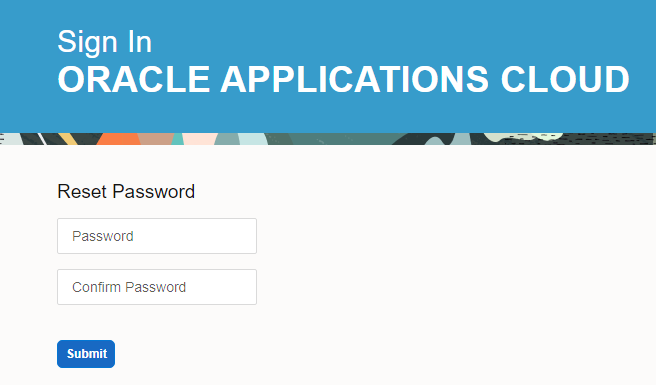 Sign In
ORACLE APPLICATIONS CLOUD
Reset Password
Password
Confirm Password
Submit